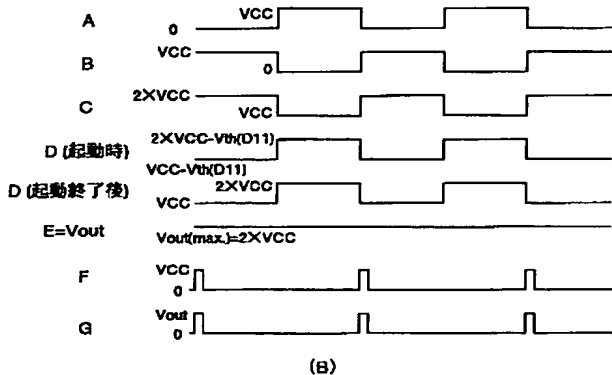 A
VCC
0
B
VCC
0
C
2×VCC
VCC
D (起動時)
2×VCC-Vth(D11)
VCC-Vth(D11)
D (起動終了後)
2×VCC
VCC
E=Vout
Vout(max.)=2×VCC
F
VCC
0
G
Vout
0
(B)